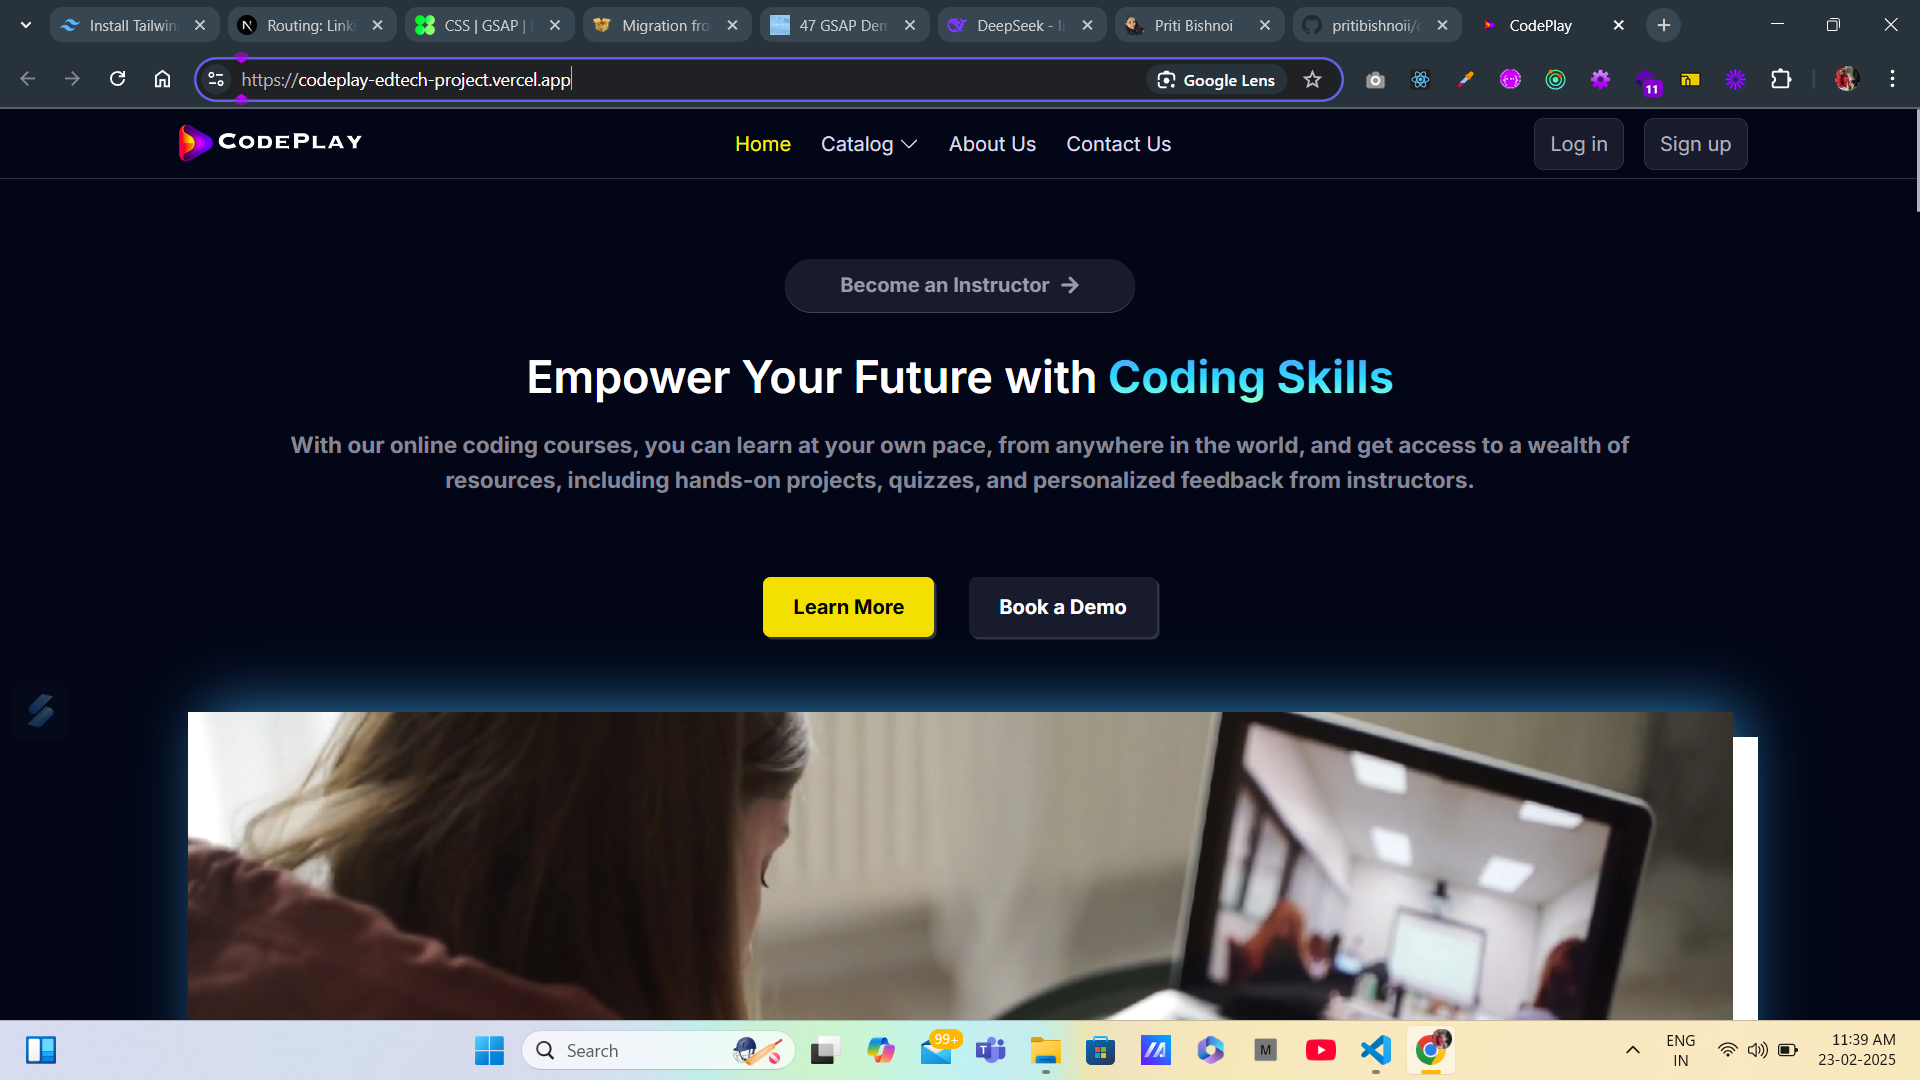 Install Tailwin
Routing: Link
CSS | GSAP |
Migration fro
47 GSAP Dem
DeepSeek - In
Priti Bishnoi
pritibishnoii/c
CodePlay
https://codeplay-edtech-project.vercel.app
Google Lens
11
CODEPLAY
Home
Catalog
About Us
Contact Us
Log in
Sign up
Become an Instructor
Empower Your Future with Coding Skills
With our online coding courses, you can learn at your own pace, from anywhere in the world, and get access to a wealth of
resources, including hands-on projects, quizzes, and personalized feedback from instructors.
Learn More
Book a Demo
Search
99+
M
ENG
IN
11:39 AM
23-02-2025